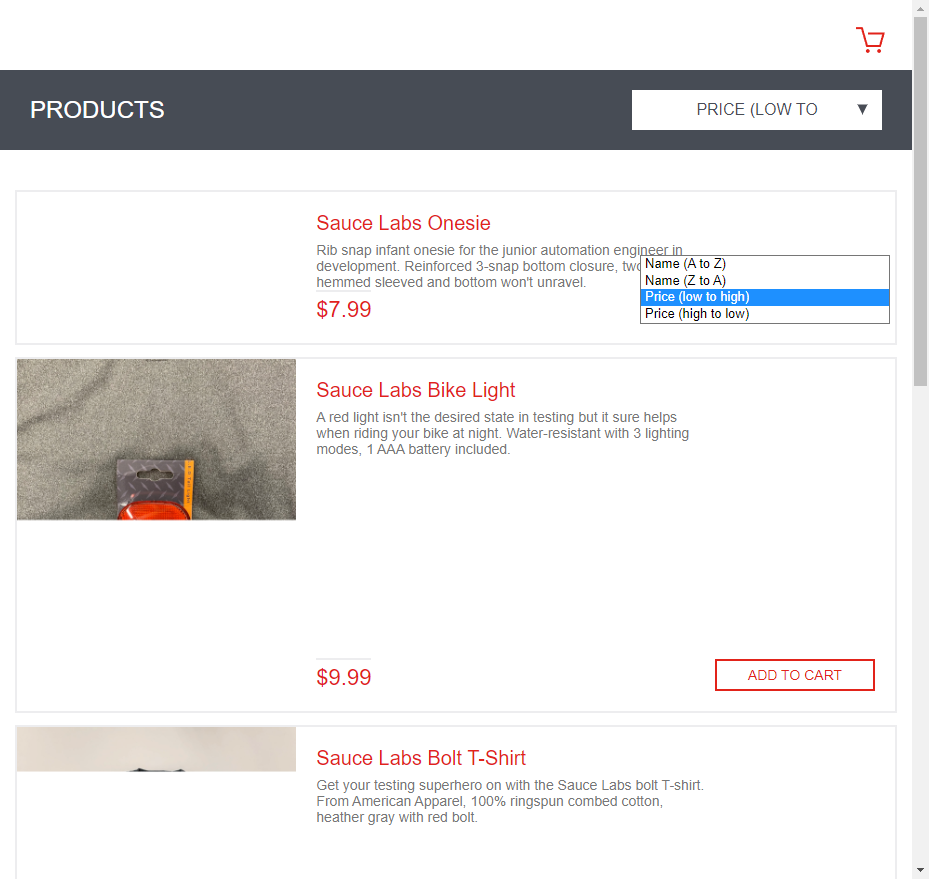 PRODUCTS
PRICE (LOW TO
Sauce Labs Onesie
Rib snap infant onesie for the junior automation engineer in
development. Reinforced 3-snap bottom closure, two
hemmed sleeved and bottom won't unravel.
$7.99
Name (A to Z)
Name (Z to A)
Price (low to high)
Price (high to low)
Sauce Labs Bike Light
A red light isn't the desired state in testing but it sure helps
when riding your bike at night. Water-resistant with 3 lighting
modes, 1 AAA battery included.
$9.99
ADD TO CART
Sauce Labs Bolt T-Shirt
Get your testing superhero on with the Sauce Labs bolt T-shirt.
From American Apparel, 100% ringspun combed cotton,
heather gray with red bolt.